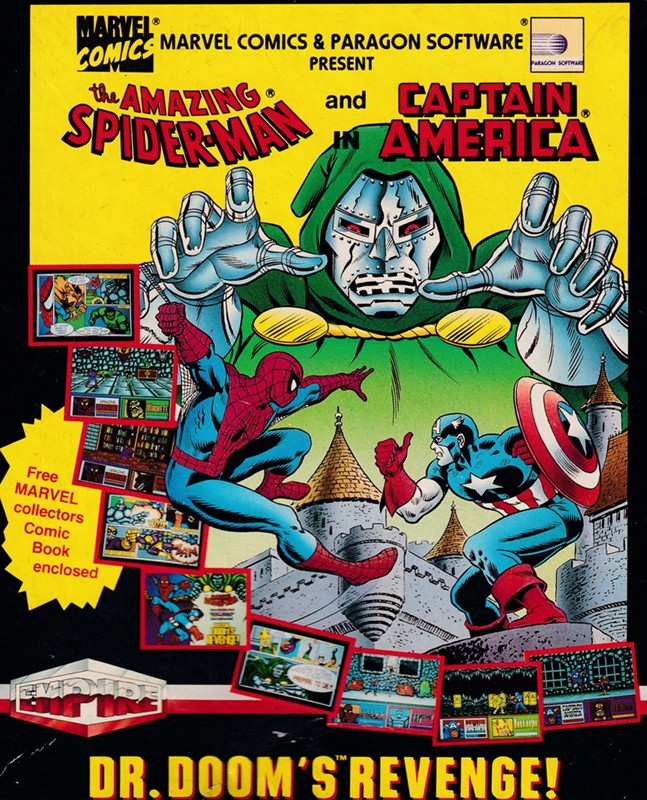 MARVEL®
COMICS
MARVEL COMICS & PARAGON SOFTWARE®
PRESENT
PARAGON SOFTWARE
the AMAZING®
SPIDER-MAN
and
IN
CAPTAIN
AMERICA®
Free
MARVEL
collectors
Comic
Book
enclosed
EMPIRE
DR. DOOM'S™ REVENGE!